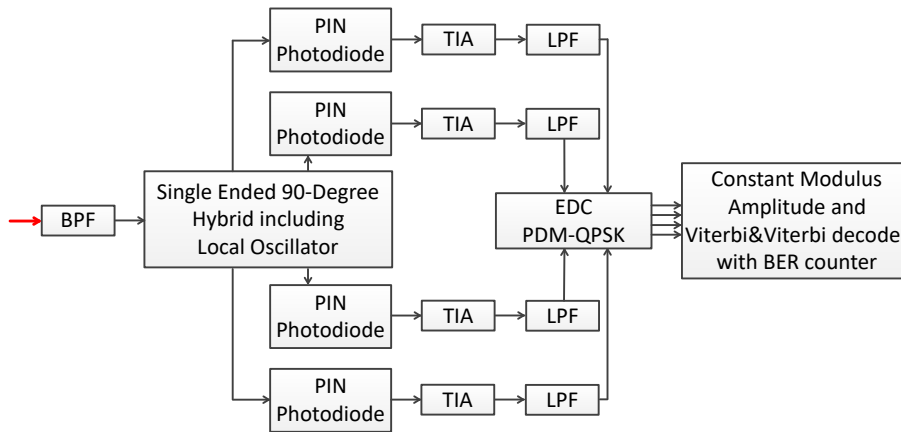 PIN
Photodiode
TIA
LPF
PIN
Photodiode
TIA
LPF
BPF
Single Ended 90-Degree
Hybrid including
Local Oscillator
EDC
PDM-QPSK
Constant Modulus
Amplitude and
Viterbi&Viterbi decode
with BER counter
PIN
Photodiode
TIA
LPF
PIN
Photodiode
TIA
LPF